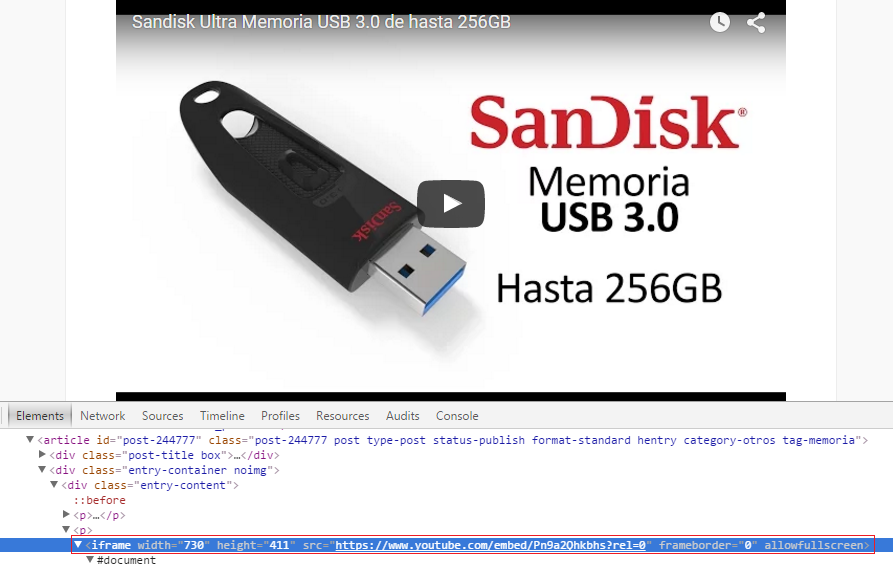 Sandisk Ultra Memoria USB 3.0 de hasta 256GB
SanDisk®
Memoria
USB 3.0
SanDisk
Hasta 256GB
Elements Network Sources Timeline Profiles Resources Audits Console
<article id="post-244777" class="post-244777 post type-post status-publish format-standard hentry category-otros tag-memoria">
<div class="post-title box">…</div>
<div class="entry-container noimg">
<div class="entry-content">
::before
<p>…</p>
<p>
<iframe width="730" height="411" src="https://www.youtube.com/embed/Pn9a2Qhkbhs?rel=0" frameborder="0" allowfullscreen>
#document